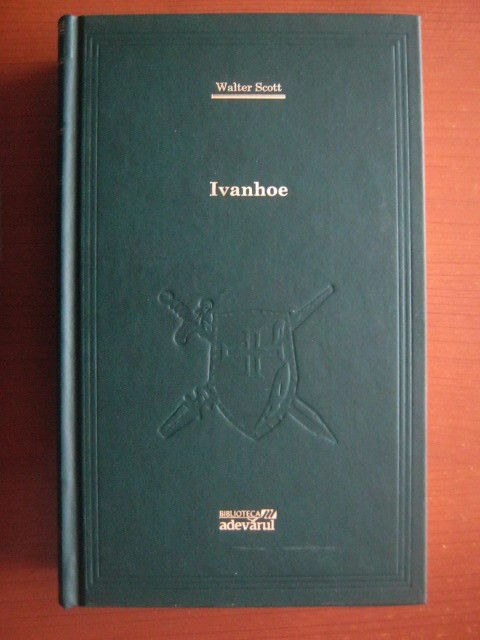 Walter Scott
Ivanhoe
BIBLIOTECA
adevărul